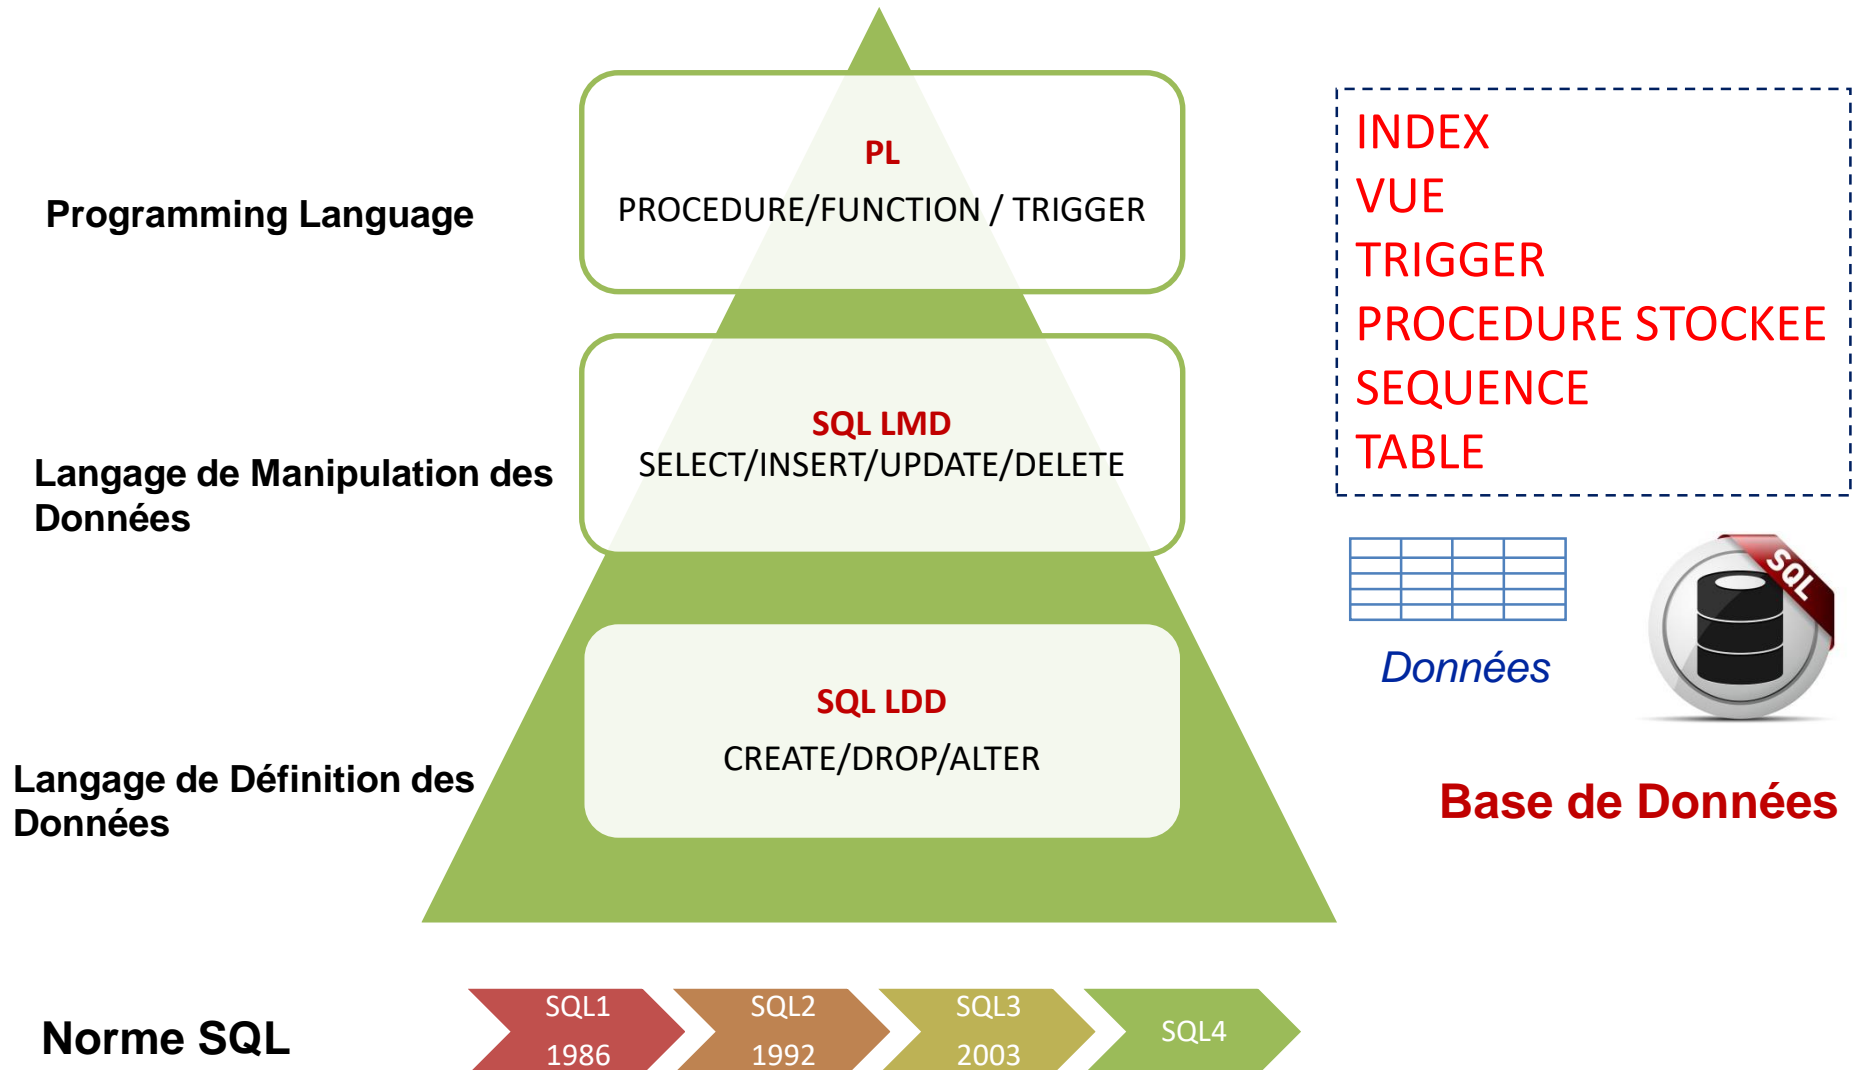 Programming Language
PL
PROCEDURE/FUNCTION / TRIGGER
Langage de Manipulation des
Données
SQL LMD
SELECT/INSERT/UPDATE/DELETE
Langage de Définition des
Données
SQL LDD
CREATE/DROP/ALTER
INDEX
VUE
TRIGGER
PROCEDURE STOCKEE
SEQUENCE
TABLE
Données
SQL
Base de Données
Norme SQL
SQL1
1986
SQL2
1992
SQL3
2003
SQL4